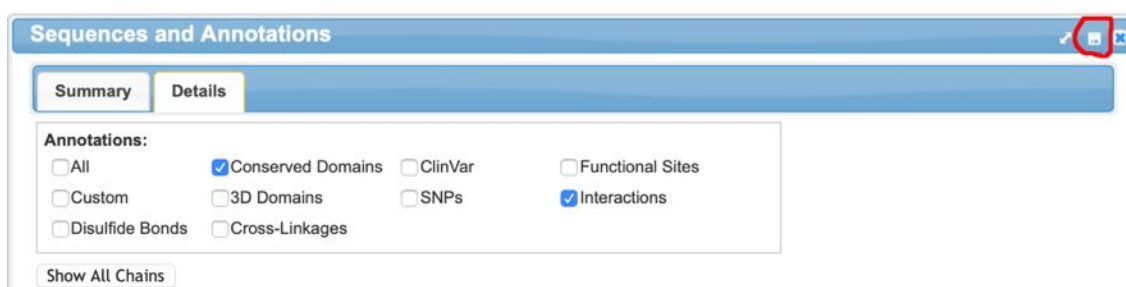 Sequences and Annotations
Summary Details
Annotations:
All Conserved Domains ClinVar Functional Sites
Custom 3D Domains SNPs Interactions
Disulfide Bonds Cross-Linkages
Show All Chains